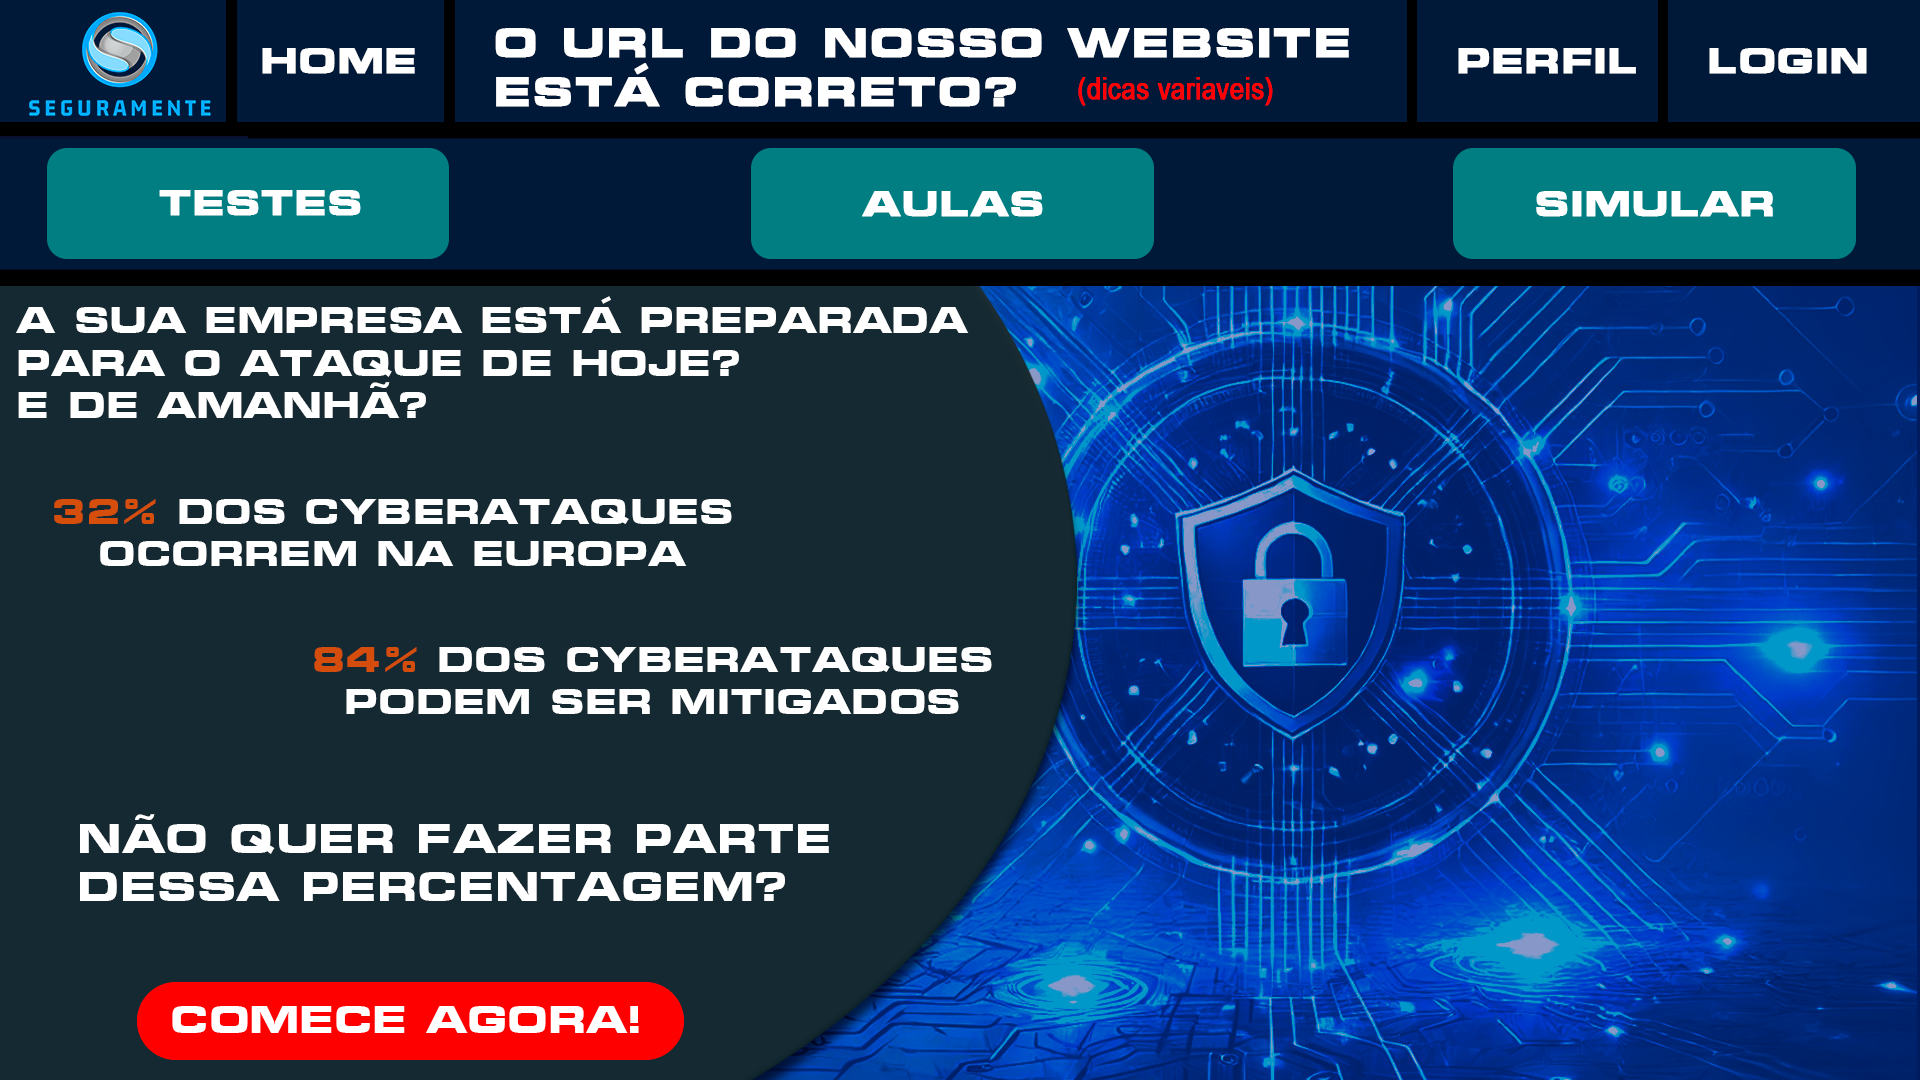 SEGURAMENTE
HOME
O URL DO NOSSO WEBSITE
ESTÁ CORRETO? (dicas variaveis)
PERFIL
LOGIN
TESTES
AULAS
SIMULAR
A SUA EMPRESA ESTÁ PREPARADA
PARA O ATAQUE DE HOJE?
E DE AMANHÃ?
32% DOS CYBERATAQUES
OCORREM NA EUROPA
84% DOS CYBERATAQUES
PODEM SER MITIGADOS
NÃO QUER FAZER PARTE
DESSA PERCENTAGEM?
COMECE AGORA!